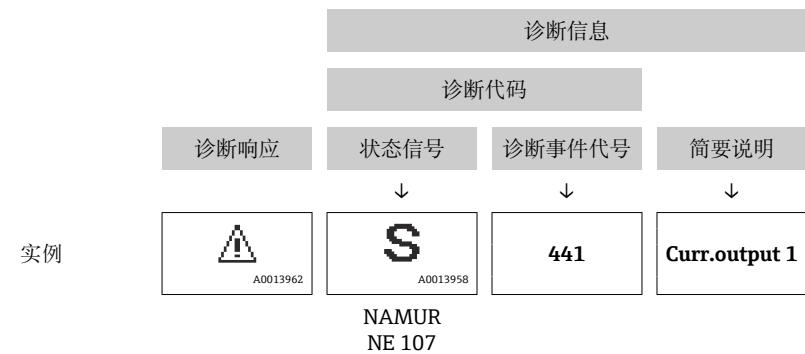 诊断信息
诊断代码
诊断响应 状态信号 诊断事件代号 简要说明
↓ ↓ ↓
实例 S 441 Curr.output 1
A0013962 A0013958
NAMUR
NE 107